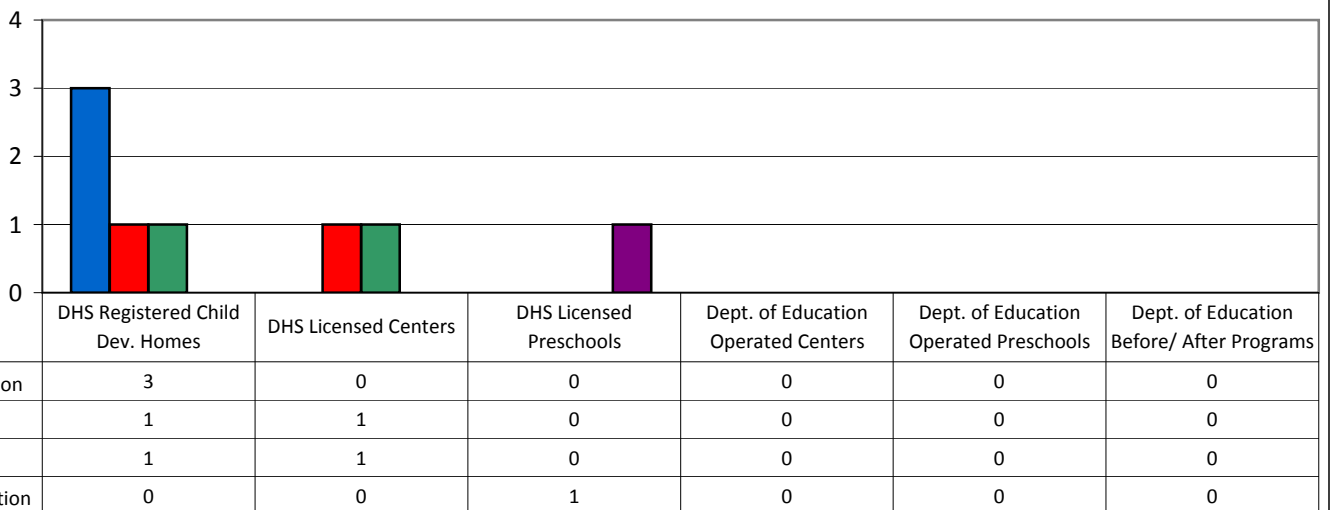 4
3
2
1
0
DHS Registered Child Dev. Homes
DHS Licensed Centers
DHS Licensed Preschools
Dept. of Education Operated Centers
Dept. of Education Operated Preschools
Dept. of Education Before/ After Programs
3 0 0 0 0 0
1 1 0 0 0 0
1 1 0 0 0 0
0 0 1 0 0 0